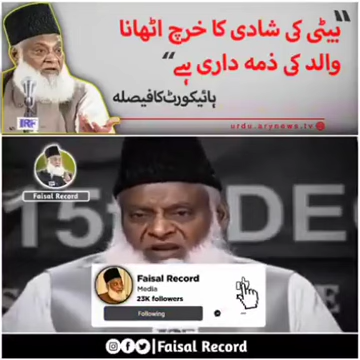 "بیٹی کی شادی کا خرچ اٹھانا
والد کی ذمہ داری ہے"
ہائیکورٹ کا فیصلہ
IRF
urdu.arynews.tv
Faisal Record
15 DEC
Faisal Record
Media
23K followers
Following
Faisal Record